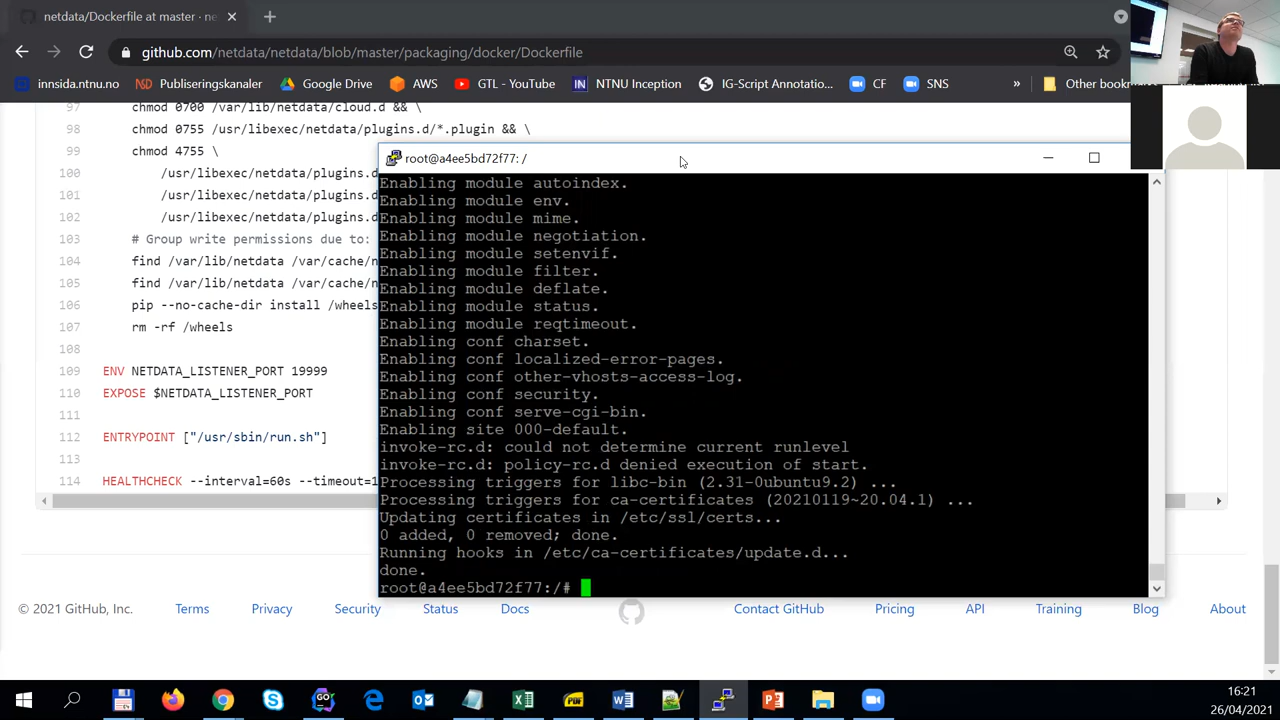 netdata/Dockerfile at master · ne
github.com/netdata/netdata/blob/master/packaging/docker/Dockerfile
innsida.ntnu.no
Publiseringskanaler
Google Drive
AWS
GTL - YouTube
NTNU Inception
IG-Script Annotatio...
CF
SNS
»
Other bookm
97 chmod 0700 /var/lib/netdata/cloud.d && \
98 chmod 0755 /usr/libexec/netdata/plugins.d/*.plugin && \
99 chmod 4755 \
100 /usr/libexec/netdata/plugins.d
101 /usr/libexec/netdata/plugins.d
102 /usr/libexec/netdata/plugins.d
103 # Group write permissions due to:
104 find /var/lib/netdata /var/cache/n
105 find /var/lib/netdata /var/cache/n
106 pip --no-cache-dir install /wheels
107 rm -rf /wheels
108
109 ENV NETDATA_LISTENER_PORT 19999
110 EXPOSE $NETDATA_LISTENER_PORT
111
112 ENTRYPOINT ["/usr/sbin/run.sh"]
113
114 HEALTHCHECK --interval=60s --timeout=1
root@a4ee5bd72f77: /
Enabling module autoindex.
Enabling module env.
Enabling module mime.
Enabling module negotiation.
Enabling module setenvif.
Enabling module filter.
Enabling module deflate.
Enabling module status.
Enabling module reqtimeout.
Enabling conf charset.
Enabling conf localized-error-pages.
Enabling conf other-vhosts-access-log.
Enabling conf security.
Enabling conf serve-cgi-bin.
Enabling site 000-default.
invoke-rc.d: could not determine current runlevel
invoke-rc.d: policy-rc.d denied execution of start.
Processing triggers for libc-bin (2.31-0ubuntu9.2) ...
Processing triggers for ca-certificates (20210119~20.04.1) ...
Updating certificates in /etc/ssl/certs...
0 added, 0 removed; done.
Running hooks in /etc/ca-certificates/update.d...
done.
root@a4ee5bd72f77:/#
© 2021 GitHub, Inc.
Terms
Privacy
Security
Status
Docs
Contact GitHub
Pricing
API
Training
Blog
About
16:21
26/04/2021